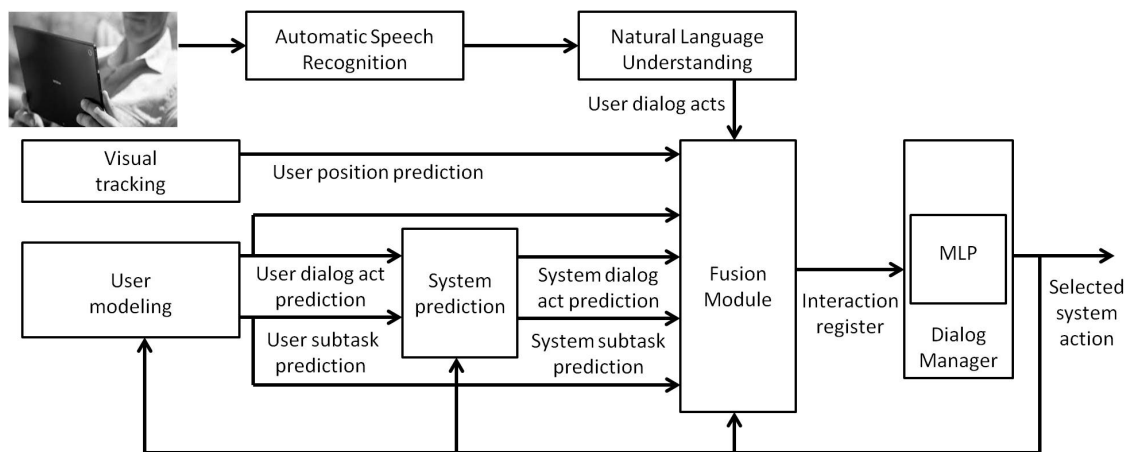 Automatic Speech
Recognition
Natural Language
Understanding
User dialog acts
Visual
tracking
User position prediction
User
modeling
User dialog act
prediction
User subtask
prediction
System
prediction
System dialog
act prediction
System subtask
prediction
Fusion
Module
Interaction
register
MLP
Dialog
Manager
Selected
system
action